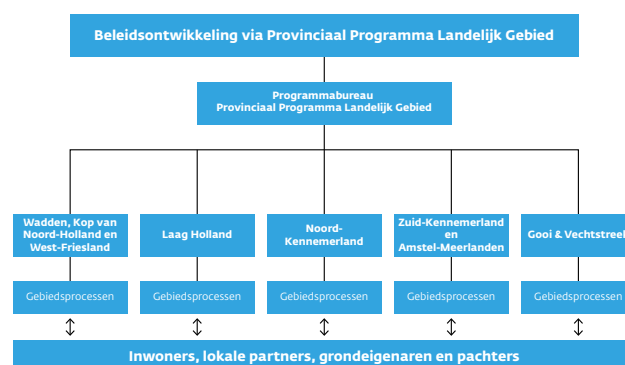 Beleidsontwikkeling via Provinciaal Programma Landelijk Gebied
Programmabureau
Provinciaal Programma Landelijk Gebied
Wadden, Kop van
Noord-Holland en
West-Friesland
Laag Holland
Noord-
Kennemerland
Zuid-Kennemerland
en
Amstel-Meerlanden
Gooi & Vechtstreek
Gebiedsprocessen
Gebiedsprocessen
Gebiedsprocessen
Gebiedsprocessen
Gebiedsprocessen
Inwoners, lokale partners, grondeigenaren en pachters